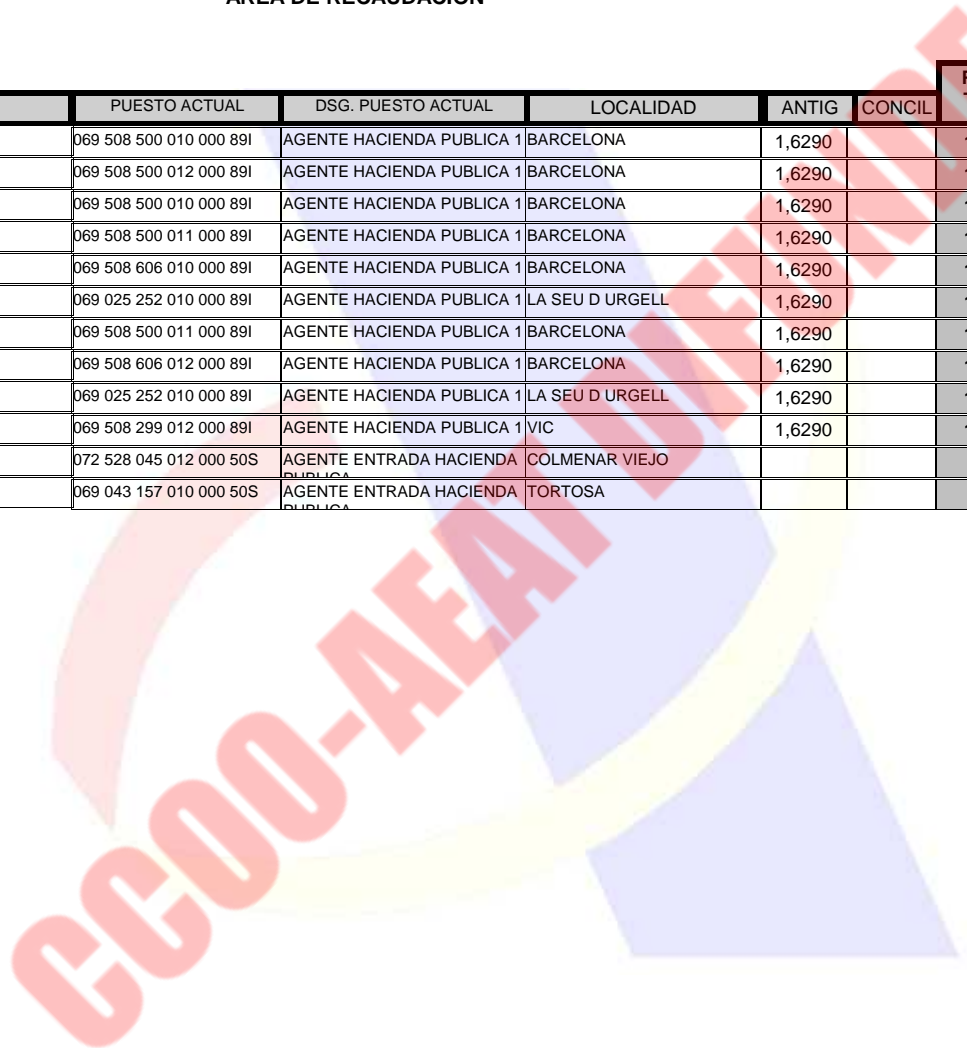 ÁREA DE RECAUDACIÓN
PUESTO ACTUAL DSG. PUESTO ACTUAL LOCALIDAD ANTIG CONCIL
069 508 500 010 000 89I AGENTE HACIENDA PUBLICA 1 BARCELONA 1,6290
069 508 500 012 000 89I AGENTE HACIENDA PUBLICA 1 BARCELONA 1,6290
069 508 500 010 000 89I AGENTE HACIENDA PUBLICA 1 BARCELONA 1,6290
069 508 500 011 000 89I AGENTE HACIENDA PUBLICA 1 BARCELONA 1,6290
069 508 606 010 000 89I AGENTE HACIENDA PUBLICA 1 BARCELONA 1,6290
069 025 252 010 000 89I AGENTE HACIENDA PUBLICA 1 LA SEU D URGELL 1,6290
069 508 500 011 000 89I AGENTE HACIENDA PUBLICA 1 BARCELONA 1,6290
069 508 606 012 000 89I AGENTE HACIENDA PUBLICA 1 BARCELONA 1,6290
069 025 252 010 000 89I AGENTE HACIENDA PUBLICA 1 LA SEU D URGELL 1,6290
069 508 299 012 000 89I AGENTE HACIENDA PUBLICA 1 VIC 1,6290
072 528 045 012 000 50S AGENTE ENTRADA HACIENDA COLMENAR VIEJO
PUBLICA
069 043 157 010 000 50S AGENTE ENTRADA HACIENDA TORTOSA
PUBLICA
CCOO-AEAT DIFUNDE